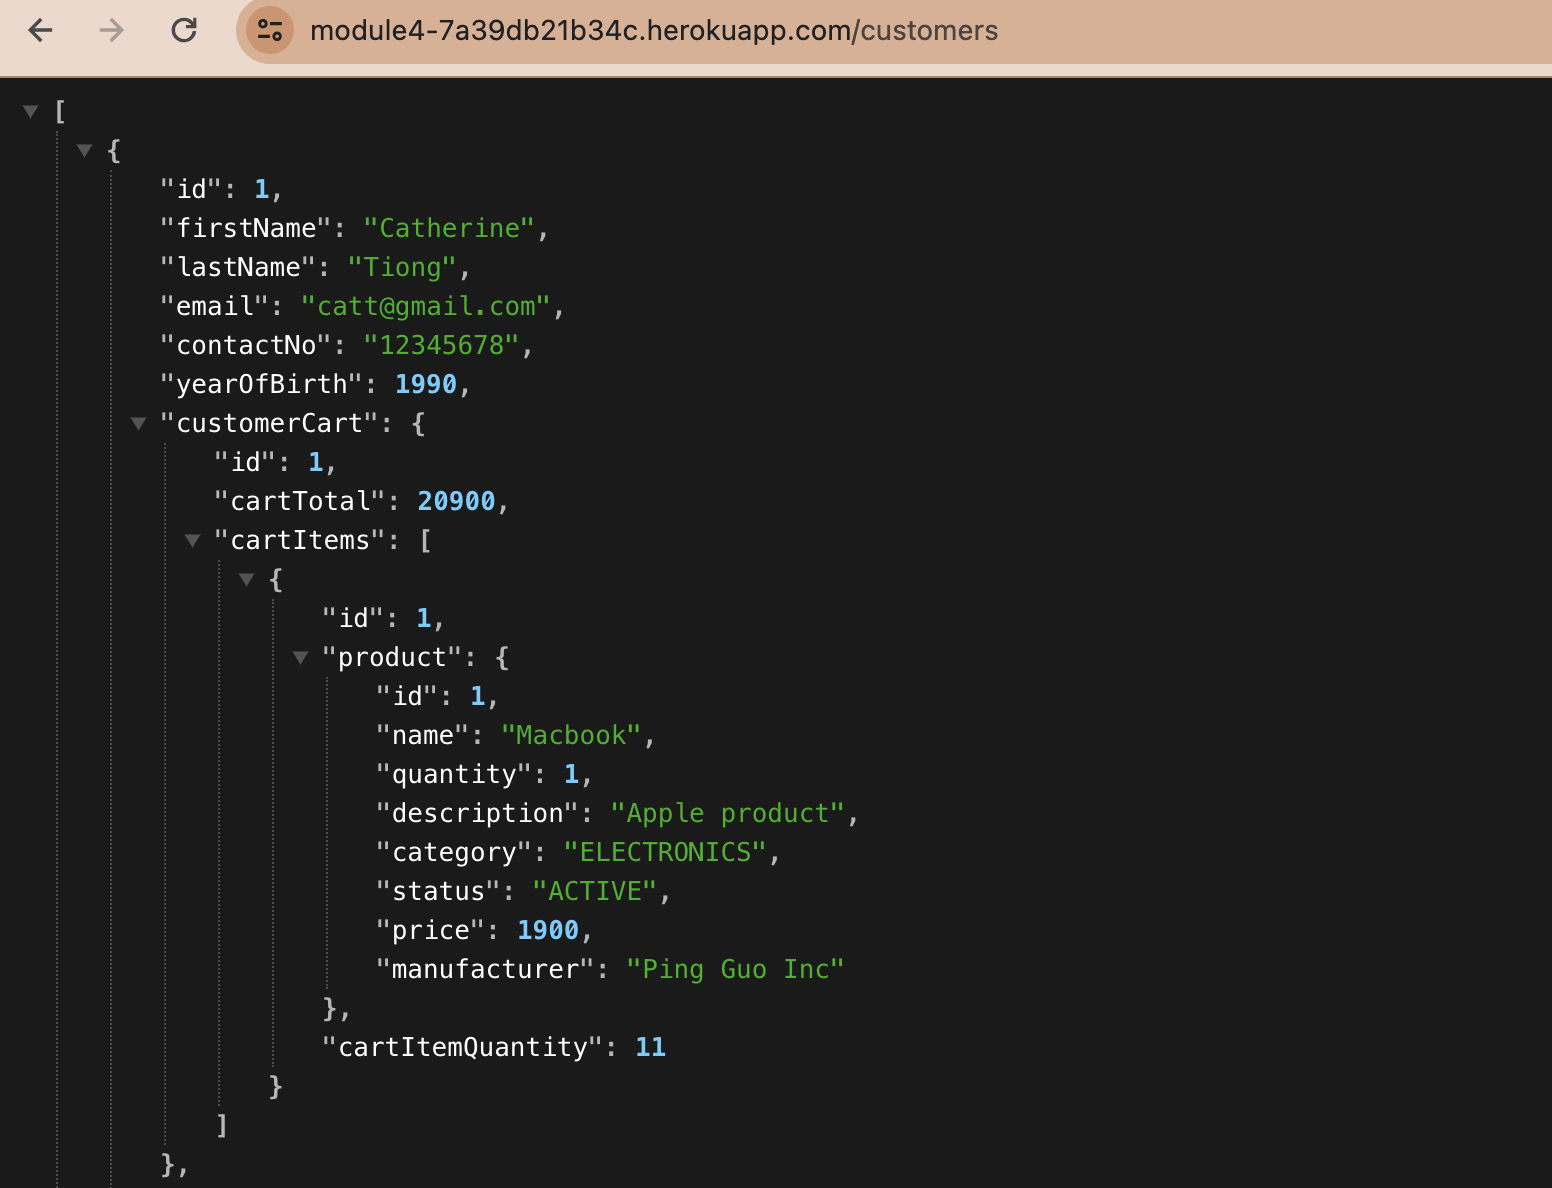 module4-7a39db21b34c.herokuapp.com/customers
[
{
"id": 1,
"firstName": "Catherine",
"lastName": "Tiong",
"email": "catt@gmail.com",
"contactNo": "12345678",
"yearOfBirth": 1990,
"customerCart": {
"id": 1,
"cartTotal": 20900,
"cartItems": [
{
"id": 1,
"product": {
"id": 1,
"name": "Macbook",
"quantity": 1,
"description": "Apple product",
"category": "ELECTRONICS",
"status": "ACTIVE",
"price": 1900,
"manufacturer": "Ping Guo Inc"
},
"cartItemQuantity": 11
}
]
},